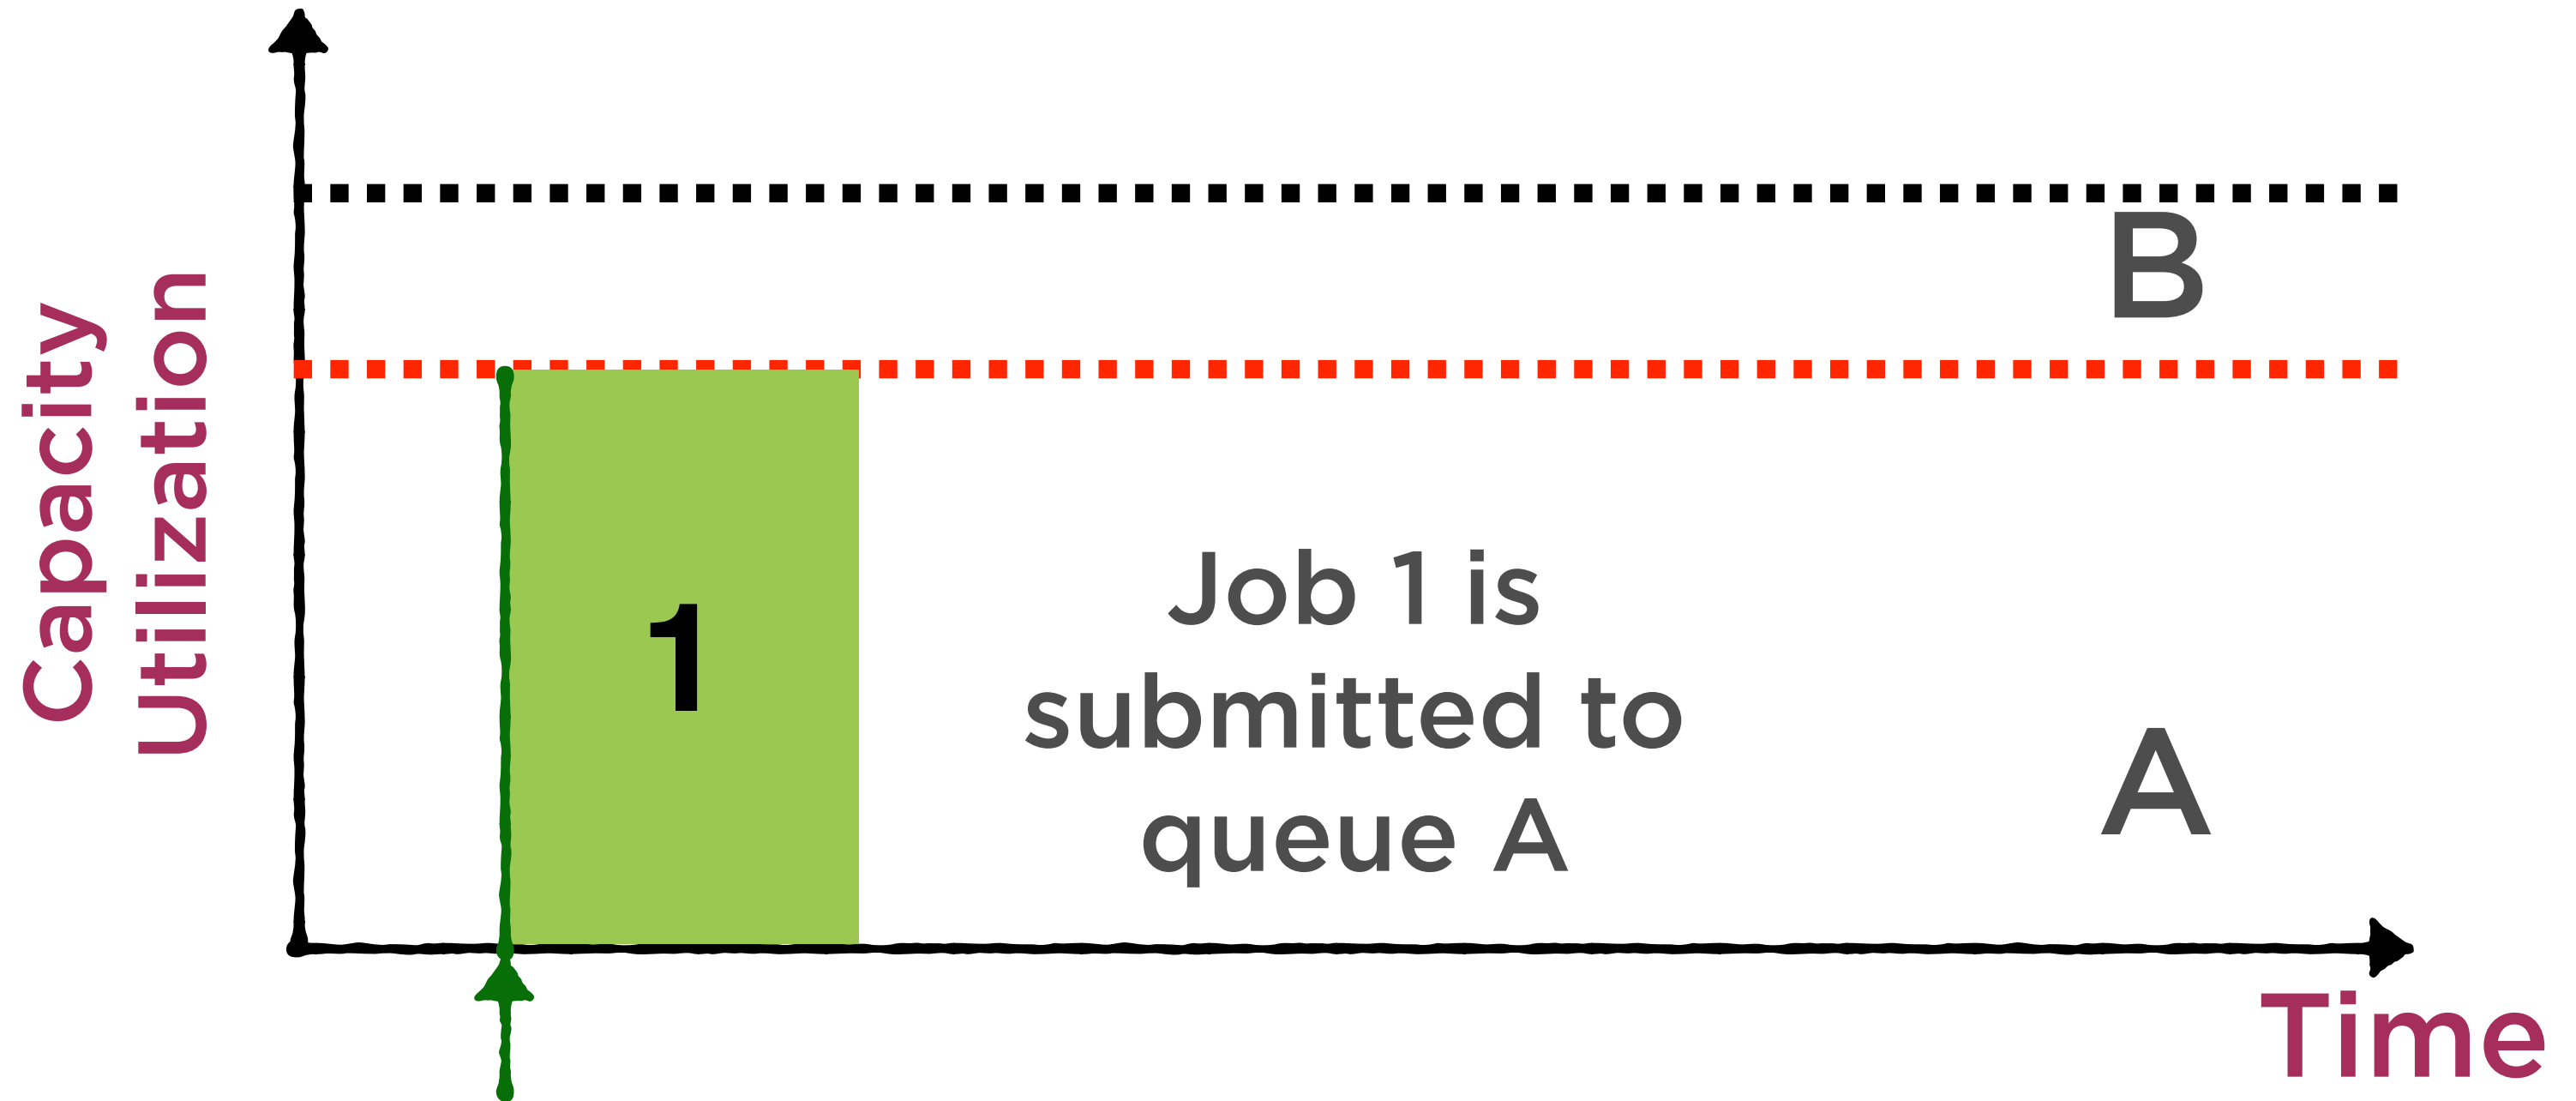 Capacity
Utilization
B
1
Job 1 is
submitted to
queue A
A
Time